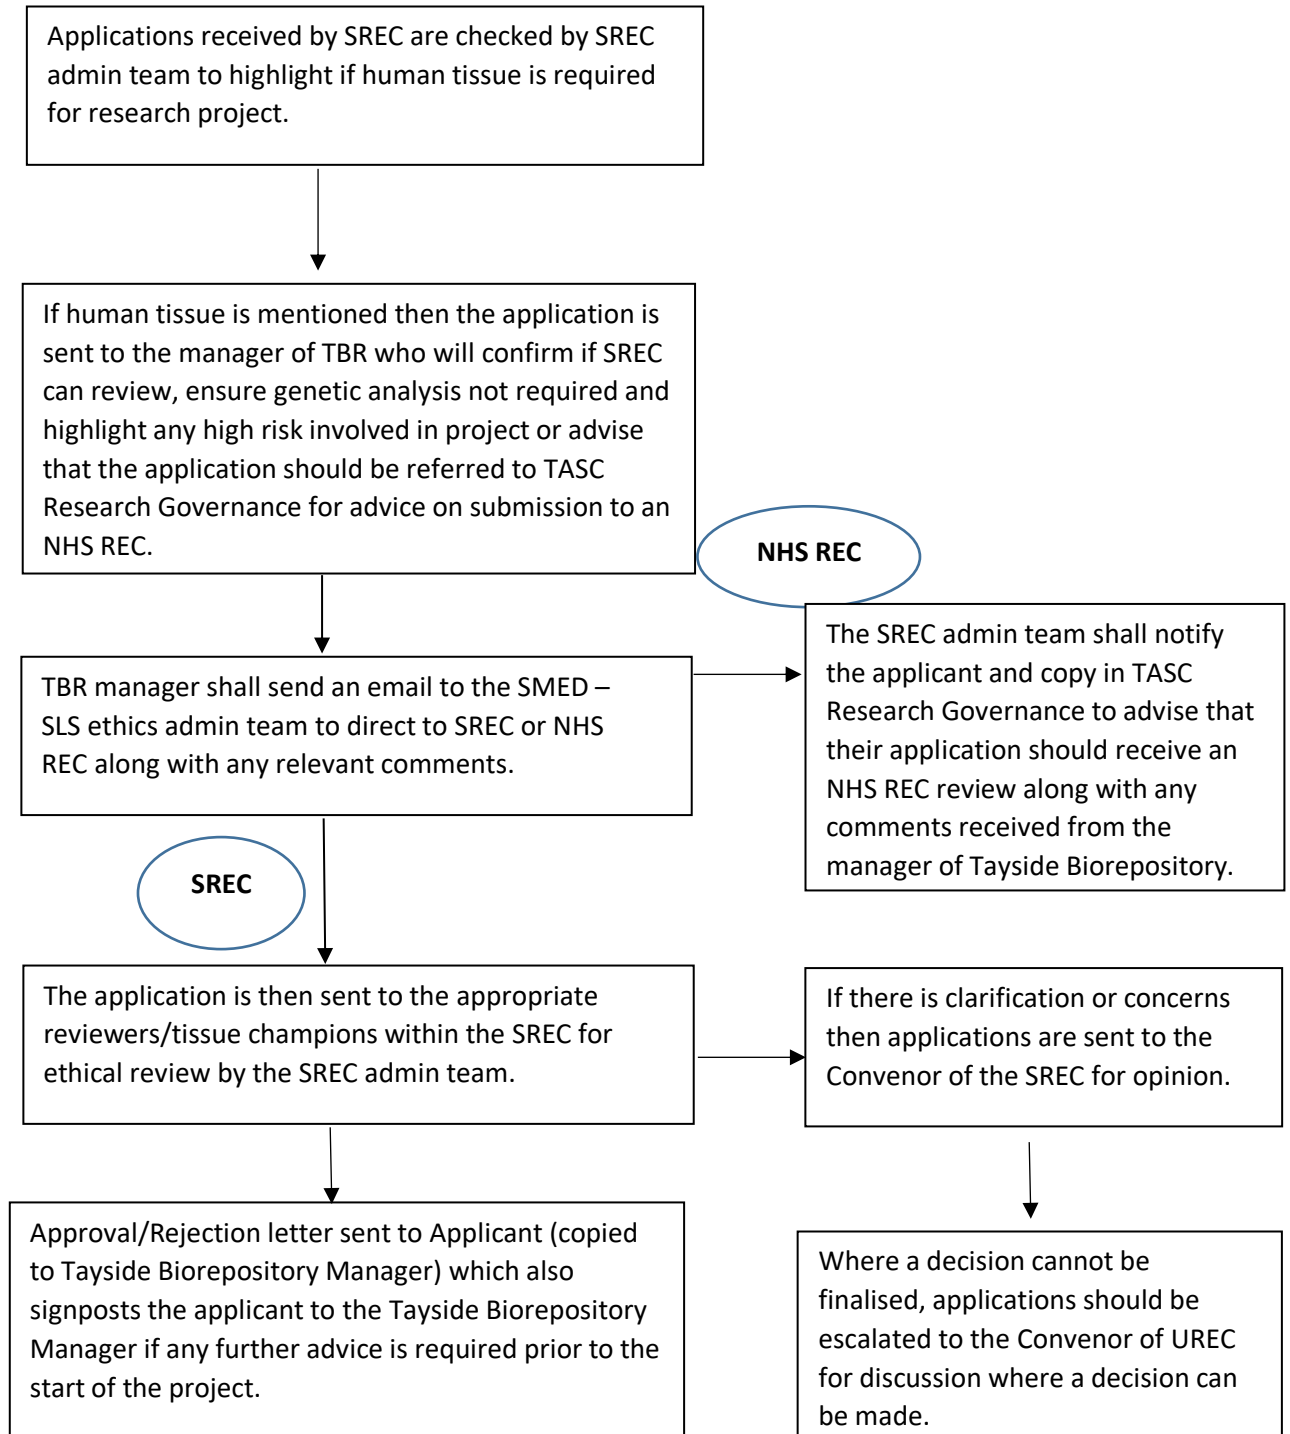 Applications received by SREC are checked by SREC
admin team to highlight if human tissue is required
for research project.
If human tissue is mentioned then the application is
sent to the manager of TBR who will confirm if SREC
can review, ensure genetic analysis not required and
highlight any high risk involved in project or advise
that the application should be referred to TASC
Research Governance for advice on submission to an
NHS REC.
NHS REC
TBR manager shall send an email to the SMED –
SLS ethics admin team to direct to SREC or NHS
REC along with any relevant comments.
The SREC admin team shall notify
the applicant and copy in TASC
Research Governance to advise that
their application should receive an
NHS REC review along with any
comments received from the
manager of Tayside Biorepository.
SREC
The application is then sent to the appropriate
reviewers/tissue champions within the SREC for
ethical review by the SREC admin team.
If there is clarification or concerns
then applications are sent to the
Convenor of the SREC for opinion.
Approval/Rejection letter sent to Applicant (copied
to Tayside Biorepository Manager) which also
signposts the applicant to the Tayside Biorepository
Manager if any further advice is required prior to the
start of the project.
Where a decision cannot be
finalised, applications should be
escalated to the Convenor of UREC
for discussion where a decision can
be made.